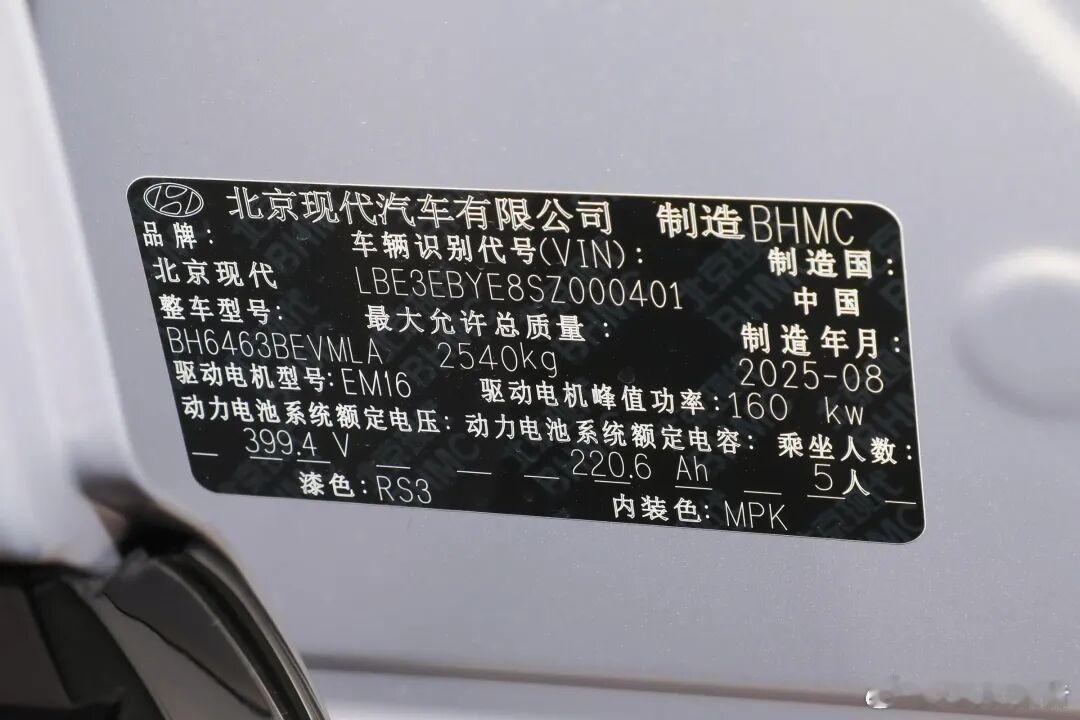 北京现代汽车有限公司 制造BHMC
品牌: 车辆识别代号(VIN): 制造国:
北京现代 LBE3EBYE8SZ000401 中国
整车型号: 最大允许总质量: 制造年月:
BH6463BEVMLA 2540kg 2025-08
驱动电机型号:EM16 驱动电机峰值功率:160 kw
动力电池系统额定电压: 动力电池系统额定电容: 乘坐人数:
399.4 V 220.6 Ah 5人
漆色:RS3 内装色:MPK